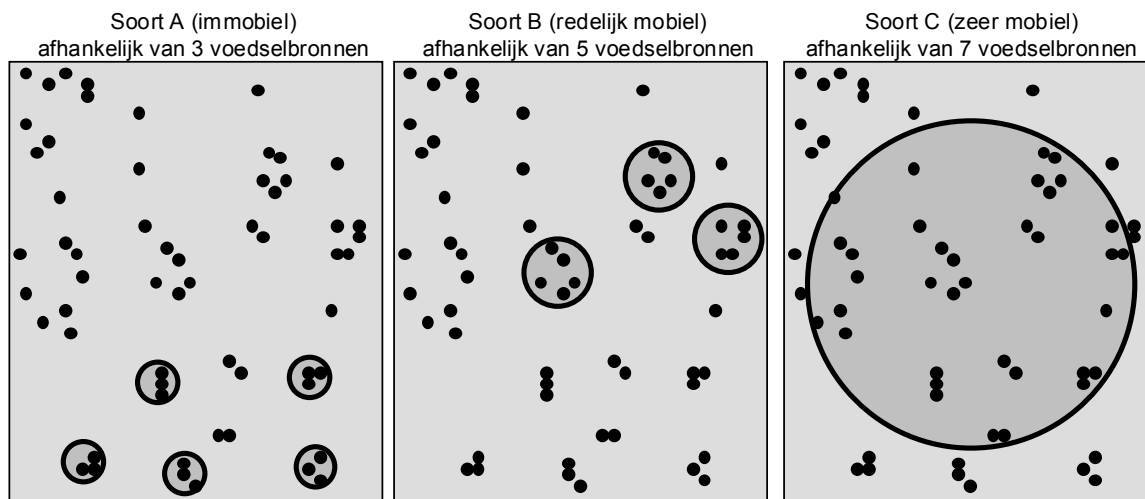 Soort A (immobiel)
afhankelijk van 3 voedselbronnen
Soort B (redelijk mobiel)
afhankelijk van 5 voedselbronnen
Soort C (zeer mobiel)
afhankelijk van 7 voedselbronnen